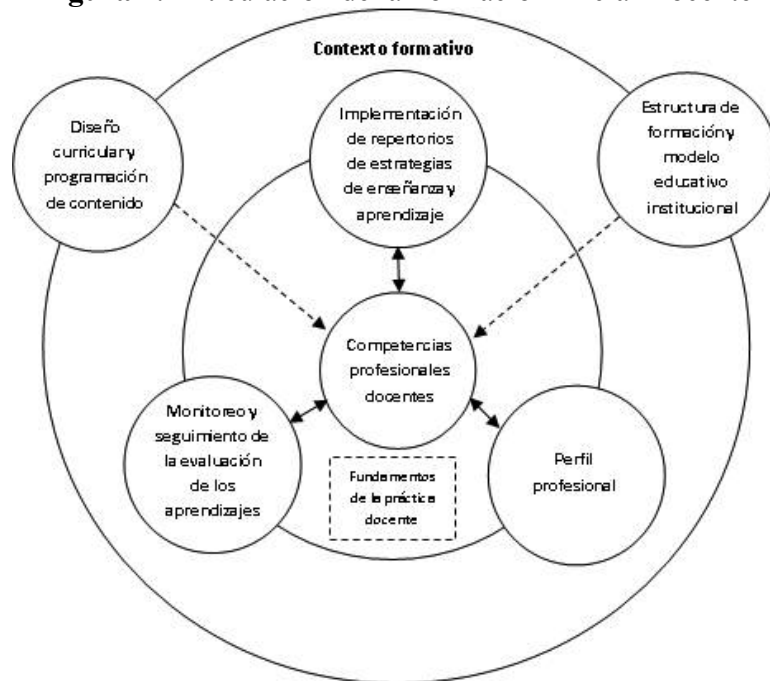 Contexto formativo
Diseño
curricular y
programación
de contenido
Implementación
de repertorios
de estrategias
de enseñanza y
aprendizaje
Estructura de
formación y
modelo
educativo
institucional
Competencias
profesionales
docentes
Monitoreo y
seguimiento de
la evaluación
de los
aprendizajes
Fundamentos
de la práctica
docente
Perfil
profesional